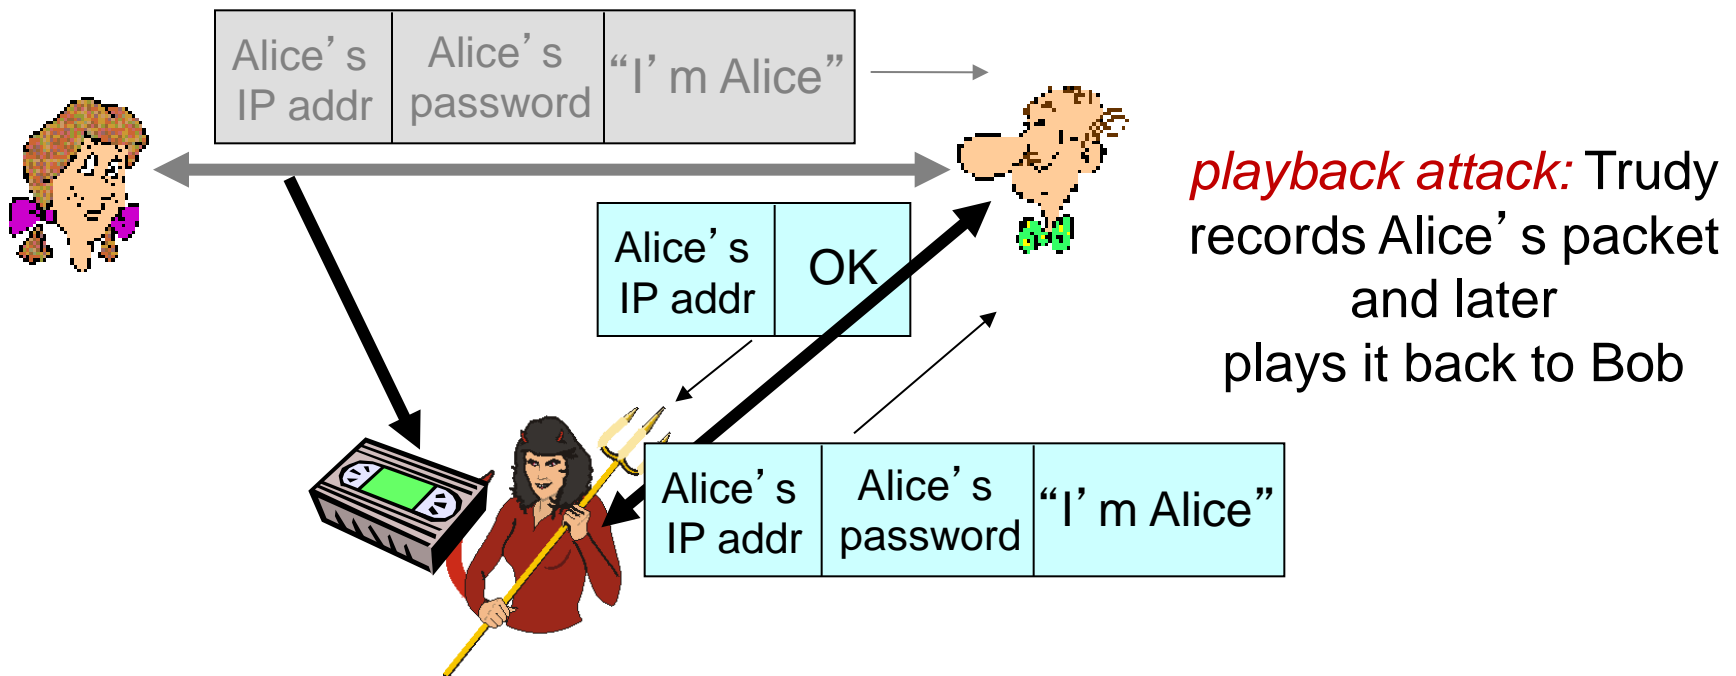 Alice’s
IP addr
Alice’s
password
“I’m Alice”
playback attack: Trudy
records Alice’s packet
and later
plays it back to Bob
Alice’s
IP addr
OK
Alice’s
IP addr
Alice’s
password
“I’m Alice”